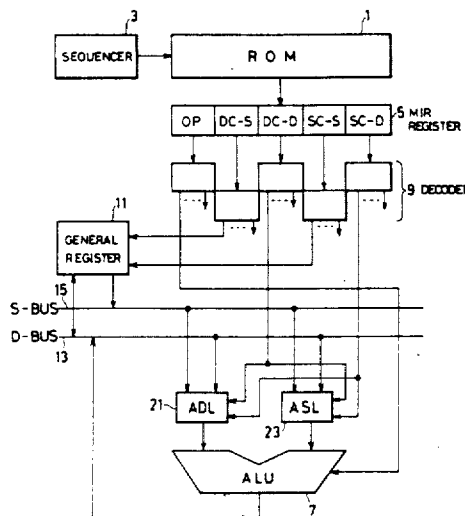 3
1
SEQUENCER
ROM
OP DC-S DC-D SC-S SC-D
5 MIR REGISTER
9 DECODER
11
GENERAL REGISTER
15
S-BUS
D-BUS
13
21 ADL
ASL
23
ALU
7